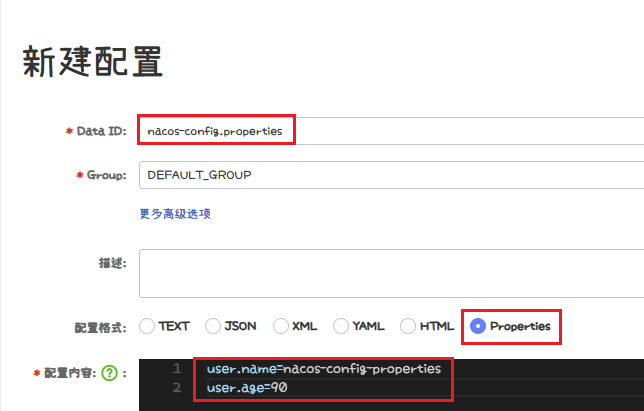 新建配置
* Data ID: nacos-config.properties
* Group: DEFAULT_GROUP
更多高级选项
描述:
配置格式: TEXT JSON XML YAML HTML Properties
* 配置内容: ? : 1 user.name=nacos-config-properties
2 user.age=90